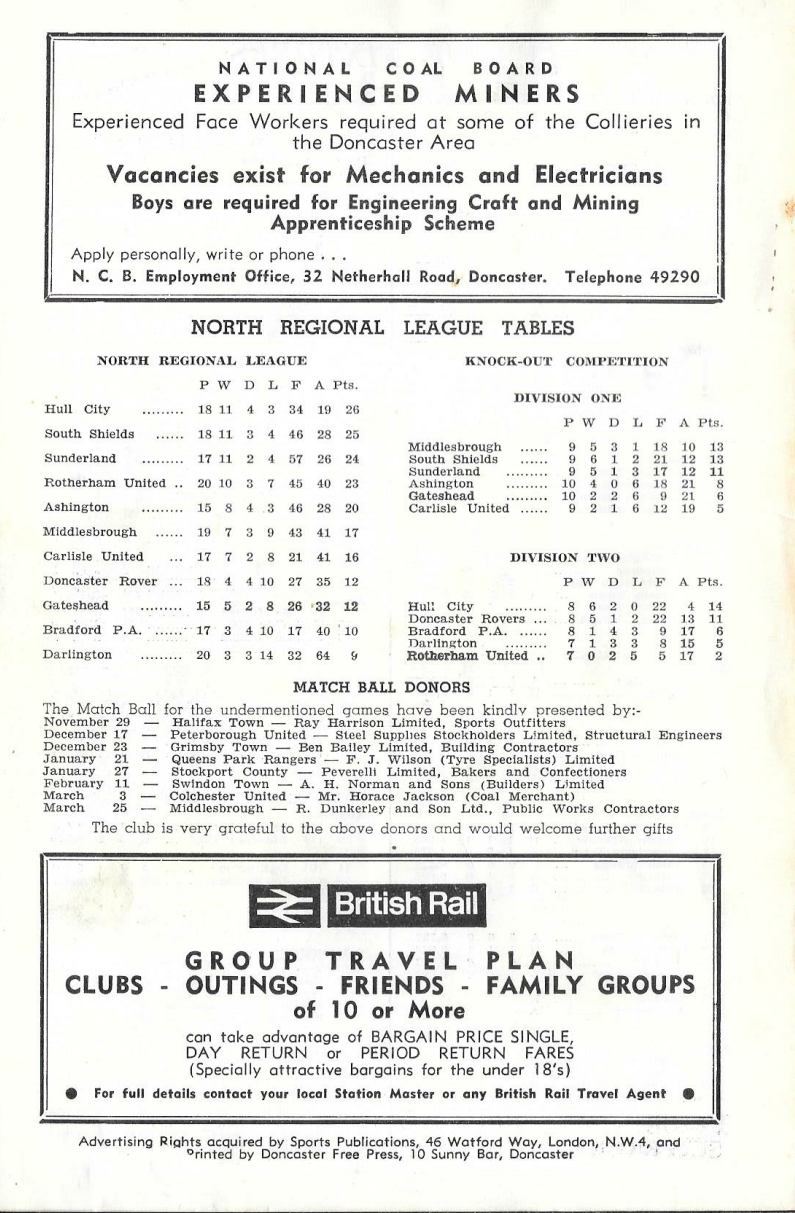 NATIONAL COAL BOARD
EXPERIENCED MINERS
Experienced Face Workers required at some of the Collieries in
the Doncaster Area
Vacancies exist for Mechanics and Electricians
Boys are required for Engineering Craft and Mining
Apprenticeship Scheme
Apply personally, write or phone . . .
N. C. B. Employment Office, 32 Netherhall Road, Doncaster. Telephone 49290
NORTH REGIONAL LEAGUE TABLES
NORTH REGIONAL LEAGUE
P W D L F A Pts.
Hull City ......... 18 11 4 3 34 19 26
South Shields ...... 18 11 3 4 46 28 25
Sunderland ......... 17 11 2 4 57 26 24
Rotherham United .. 20 10 3 7 45 40 23
Ashington ......... 15 8 4 3 46 28 20
Middlesbrough ...... 19 7 3 9 43 41 17
Carlisle United ... 17 7 2 8 21 41 16
Doncaster Rover ... 18 4 4 10 27 35 12
Gateshead ......... 15 5 2 8 26 32 12
Bradford P.A. ...... 17 3 4 10 17 40 10
Darlington ......... 20 3 3 14 32 64 9
KNOCK-OUT COMPETITION
DIVISION ONE
P W D L F A Pts.
Middlesbrough ...... 9 5 3 1 18 10 13
South Shields ...... 9 6 1 2 21 12 13
Sunderland ......... 9 5 1 3 17 12 11
Ashington ......... 10 4 0 6 18 21 8
Gateshead ......... 10 2 2 6 9 21 6
Carlisle United ...... 9 2 1 6 12 19 5
DIVISION TWO
P W D L F A Pts.
Hull City ......... 8 6 2 0 22 4 14
Doncaster Rovers ... 8 5 1 2 22 13 11
Bradford P.A. ...... 8 1 4 3 9 17 6
Darlington ......... 7 1 3 3 8 15 5
Rotherham United .. 7 0 2 5 5 17 2
MATCH BALL DONORS
The Match Ball for the undermentioned games have been kindly presented by:-
November 29 — Halifax Town — Ray Harrison Limited, Sports Outfitters
December 17 — Peterborough United — Steel Supplies Stockholders Limited, Structural Engineers
December 23 — Grimsby Town — Ben Bailey Limited, Building Contractors
January 21 — Queens Park Rangers — F. J. Wilson (Tyre Specialists) Limited
January 27 — Stockport County — Peverelli Limited, Bakers and Confectioners
February 11 — Swindon Town — A. H. Norman and Sons (Builders) Limited
March 3 — Colchester United — Mr. Horace Jackson (Coal Merchant)
March 25 — Middlesbrough — R. Dunkerley and Son Ltd., Public Works Contractors
The club is very grateful to the above donors and would welcome further gifts
British Rail
GROUP TRAVEL PLAN
CLUBS - OUTINGS - FRIENDS - FAMILY GROUPS
of 10 or More
can take advantage of BARGAIN PRICE SINGLE,
DAY RETURN or PERIOD RETURN FARES
(Specially attractive bargains for the under 18's)
● For full details contact your local Station Master or any British Rail Travel Agent ●
Advertising Rights acquired by Sports Publications, 46 Watford Way, London, N.W.4, and
Printed by Doncaster Free Press, 10 Sunny Bar, Doncaster